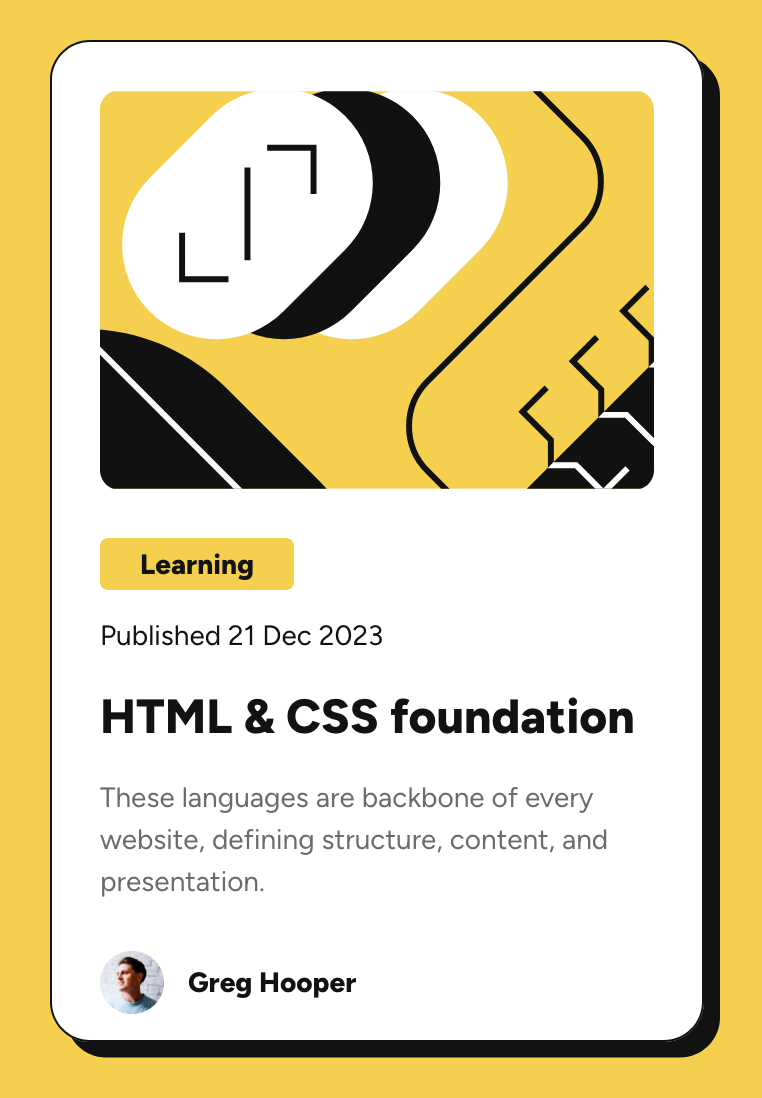 Learning
Published 21 Dec 2023
HTML & CSS foundation
These languages are backbone of every
website, defining structure, content, and
presentation.
Greg Hooper